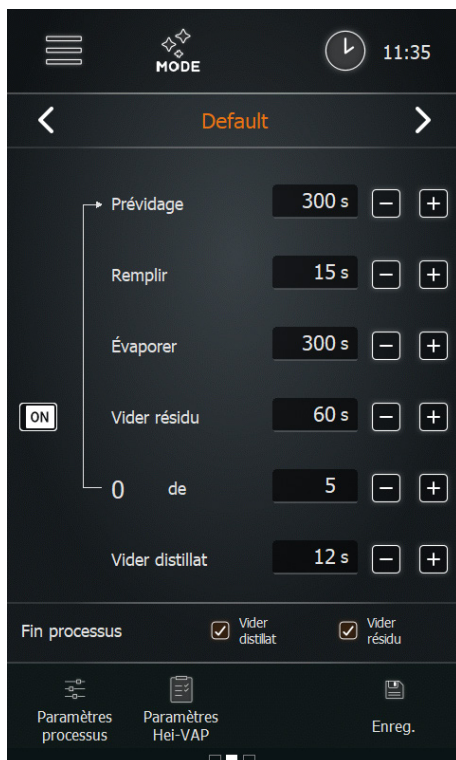 MODE
11:35
Default
Prévidage 300 s
Remplir 15 s
Évaporer 300 s
ON
Vider résidu 60 s
0 de 5
Vider distillat 12 s
Fin processus
Vider
distillat
Vider
résidu
Paramètres
processus
Paramètres
Hei-VAP
Enreg.